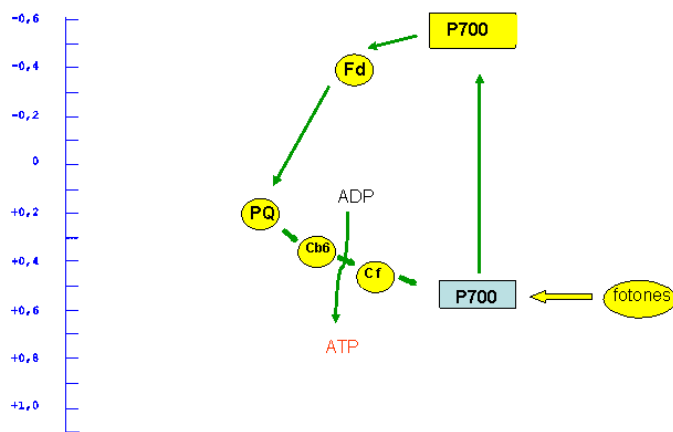 -0,6
-0,4
-0,2
0
+0,2
+0,4
+0,6
+0,8
+1,0
P700
Fd
PQ
ADP
Cb6
Cf
P700
fotones
ATP